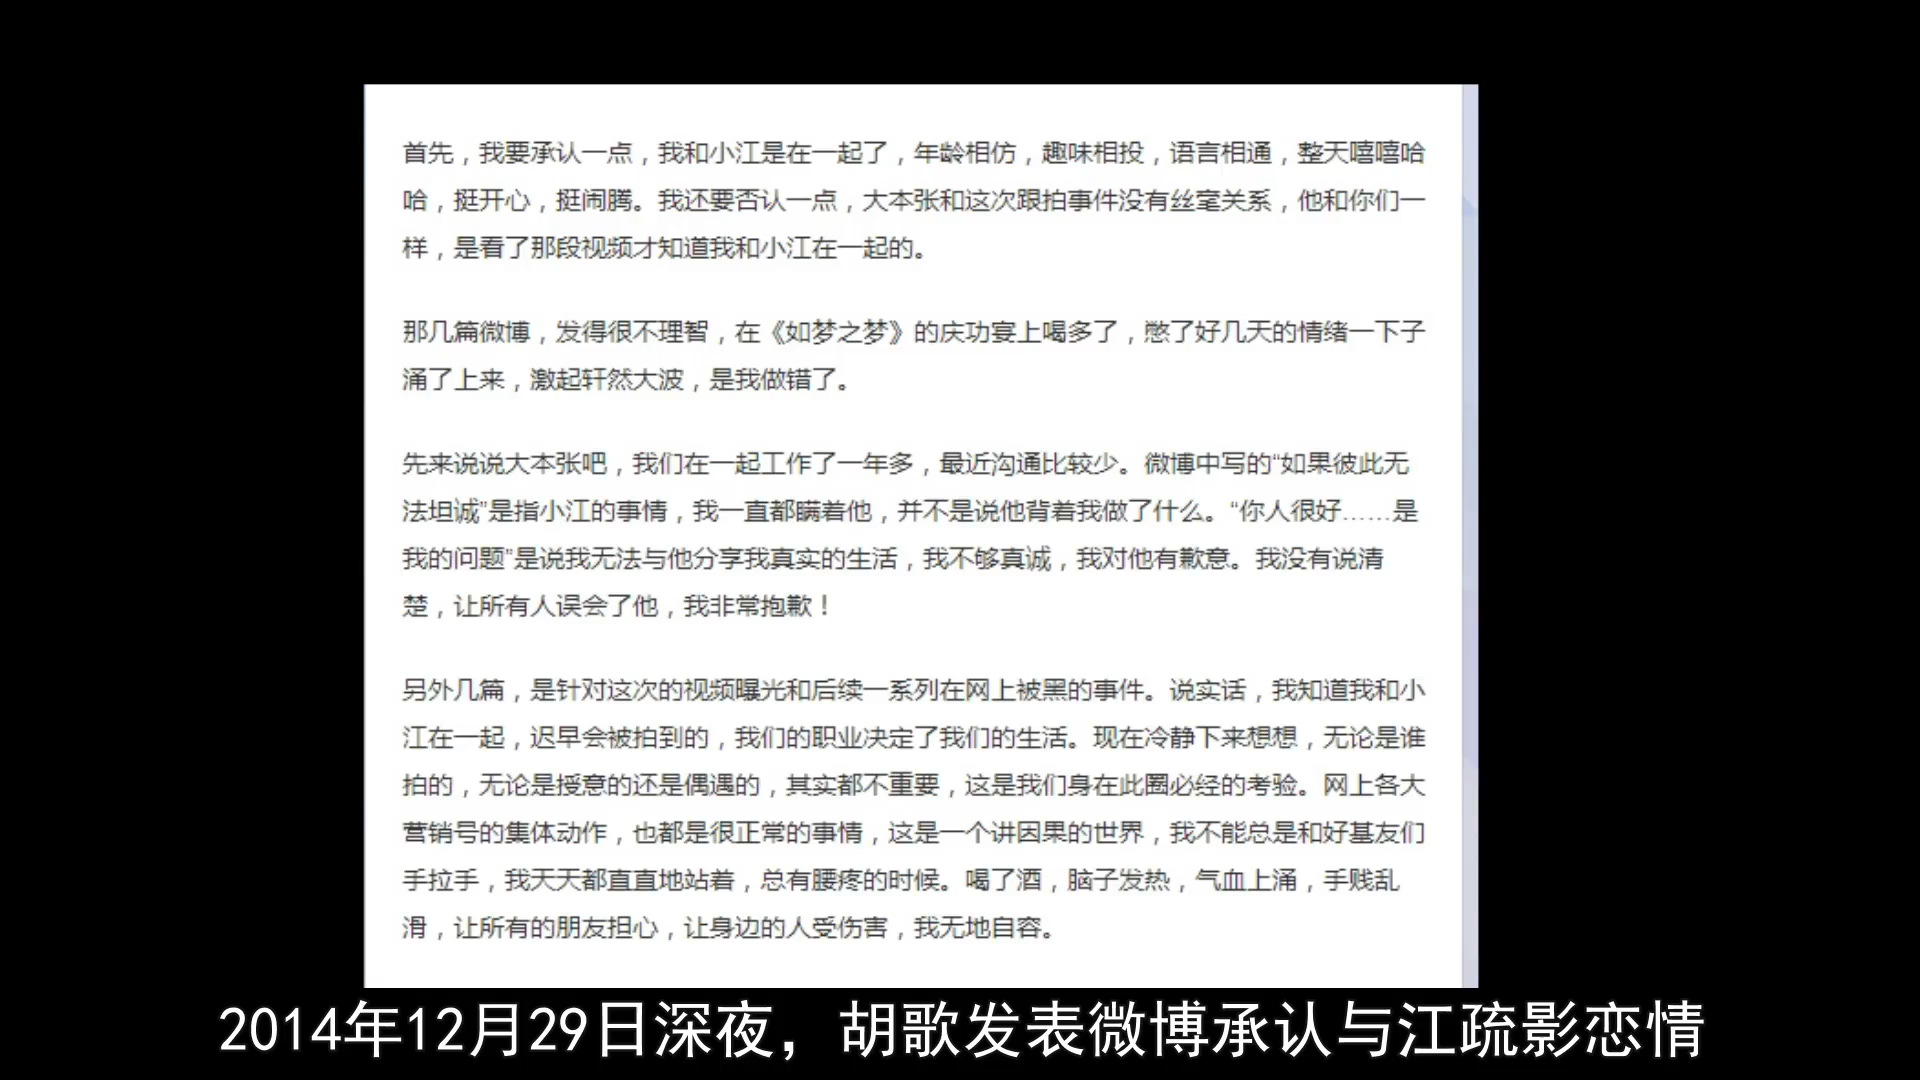 首先，我要承认一点，我和小江是在一起了，年龄相仿，趣味相投，语言相通，整天嘻嘻哈
哈，挺开心，挺闹腾。我还要否认一点，大本张和这次跟拍事件没有丝毫关系，他和你们一
样，是看了那段视频才知道我和小江在一起的。
那几篇微博，发得很不理智，在《如梦之梦》的庆功宴上喝多了，憋了好几天的情绪一下子
涌了上来，激起轩然大波，是我做错了。
先来说说大本张吧，我们在一起工作了一年多，最近沟通比较少。微博中写的“如果彼此无
法坦诚”是指小江的事情，我一直都瞒着他，并不是说他背着我做了什么。“你人很好……是
我的问题”是说我无法与他分享我真实的生活，我不够真诚，我对他有歉意。我没有说清
楚，让所有人误会了他，我非常抱歉！
另外几篇，是针对这次的视频曝光和后续一系列在网上被黑的事件。说实话，我知道我和小
江在一起，迟早会被拍到的，我们的职业决定了我们的生活。现在冷静下来想想，无论是谁
拍的，无论是授意的还是偶遇的，其实都不重要，这是我们身在此圈必经的考验。网上各大
营销号的集体动作，也都是很正常的事情，这是一个讲因果的世界，我不能总是和好基友们
手拉手，我天天都直直地站着，总有腰疼的时候。喝了酒，脑子发热，气血上涌，手贱乱
滑，让所有的朋友担心，让身边的人受伤害，我无地自容。
2014年12月29日深夜，胡歌发表微博承认与江疏影恋情